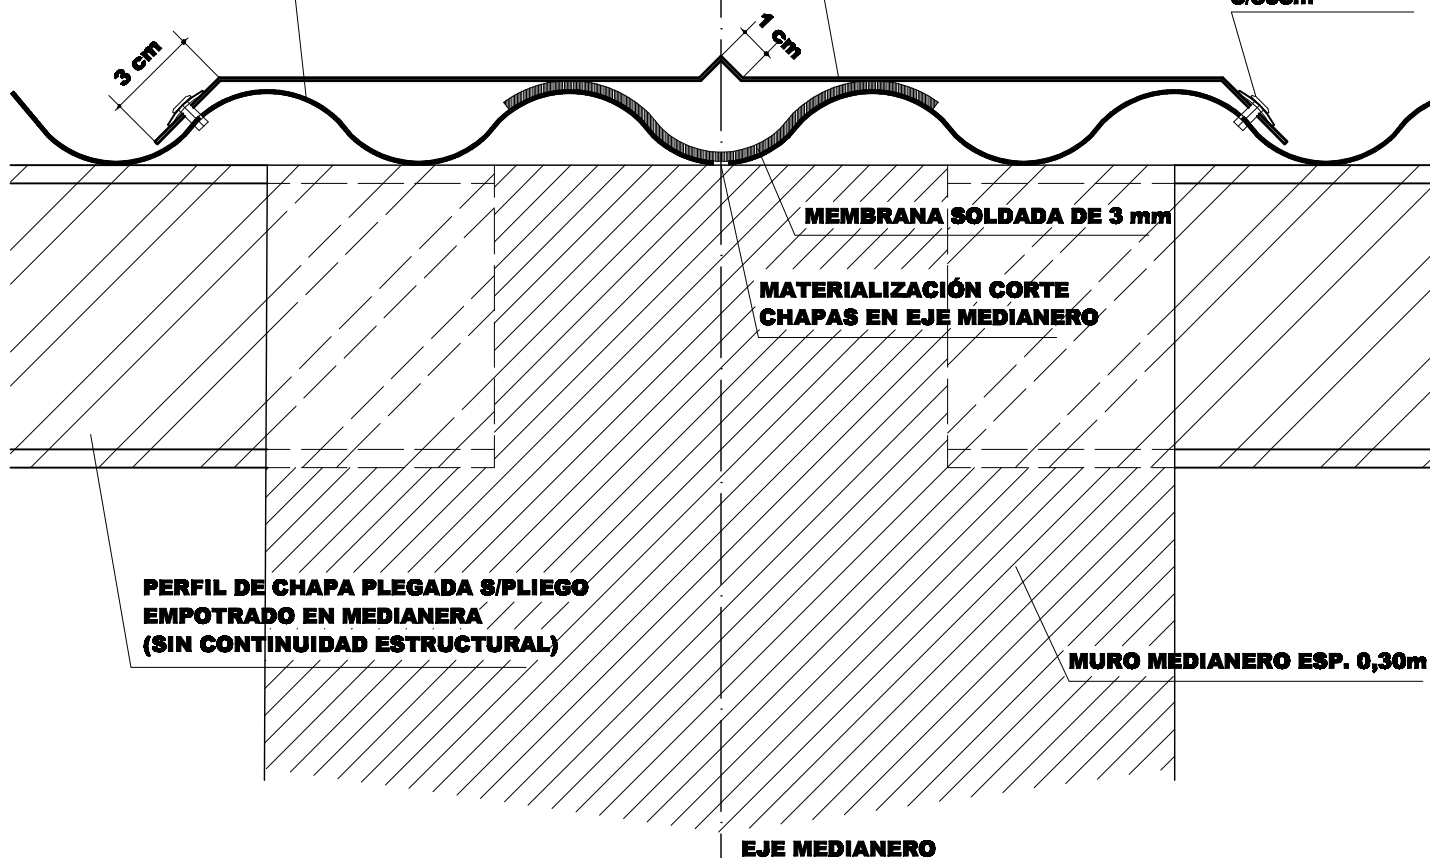 3 cm
1 cm
MEMBRANA SOLDADA DE 3 mm
MATERIALIZACIÓN CORTE
CHAPAS EN EJE MEDIANERO
PERFIL DE CHAPA PLEGADA S/PLIEGO
EMPOTRADO EN MEDIANERA
(SIN CONTINUIDAD ESTRUCTURAL)
MURO MEDIANERO ESP. 0,30m
EJE MEDIANERO